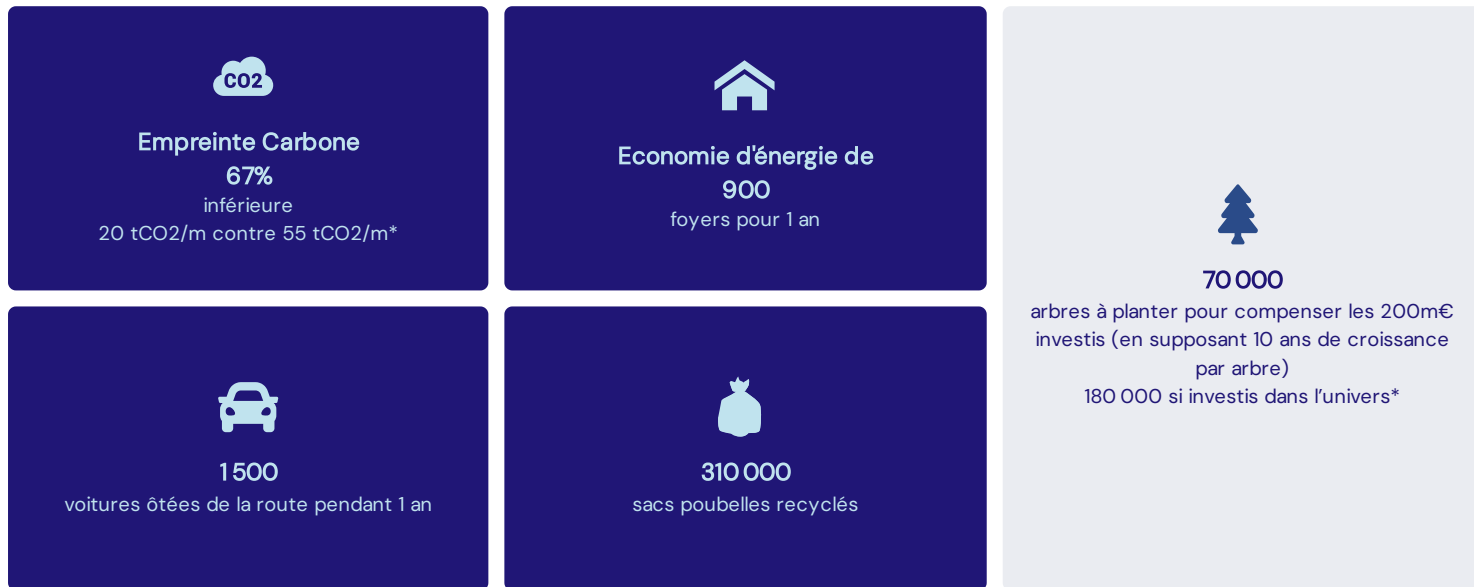 CO2
Empreinte Carbone
67%
inférieure
20 tCO2/m contre 55 tCO2/m*
Economie d'énergie de
900
foyers pour 1 an
70 000
arbres à planter pour compenser les 200m€
investis (en supposant 10 ans de croissance
par arbre)
180 000 si investis dans l’univers*
1 500
voitures ôtées de la route pendant 1 an
310 000
sacs poubelles recyclés